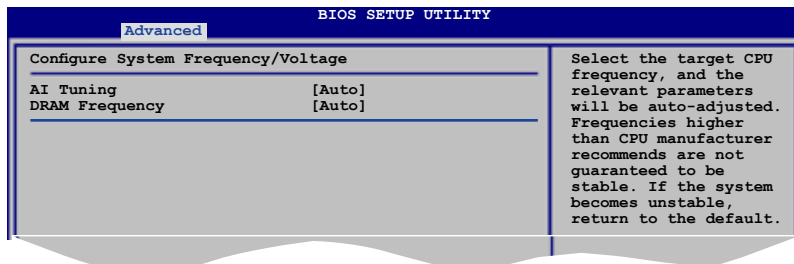 BIOS SETUP UTILITY
Advanced
Configure System Frequency/Voltage
AI Tuning [Auto]
DRAM Frequency [Auto]
Select the target CPU
frequency, and the
relevant parameters
will be auto-adjusted.
Frequencies higher
than CPU manufacturer
recommends are not
guaranteed to be
stable. If the system
becomes unstable,
return to the default.